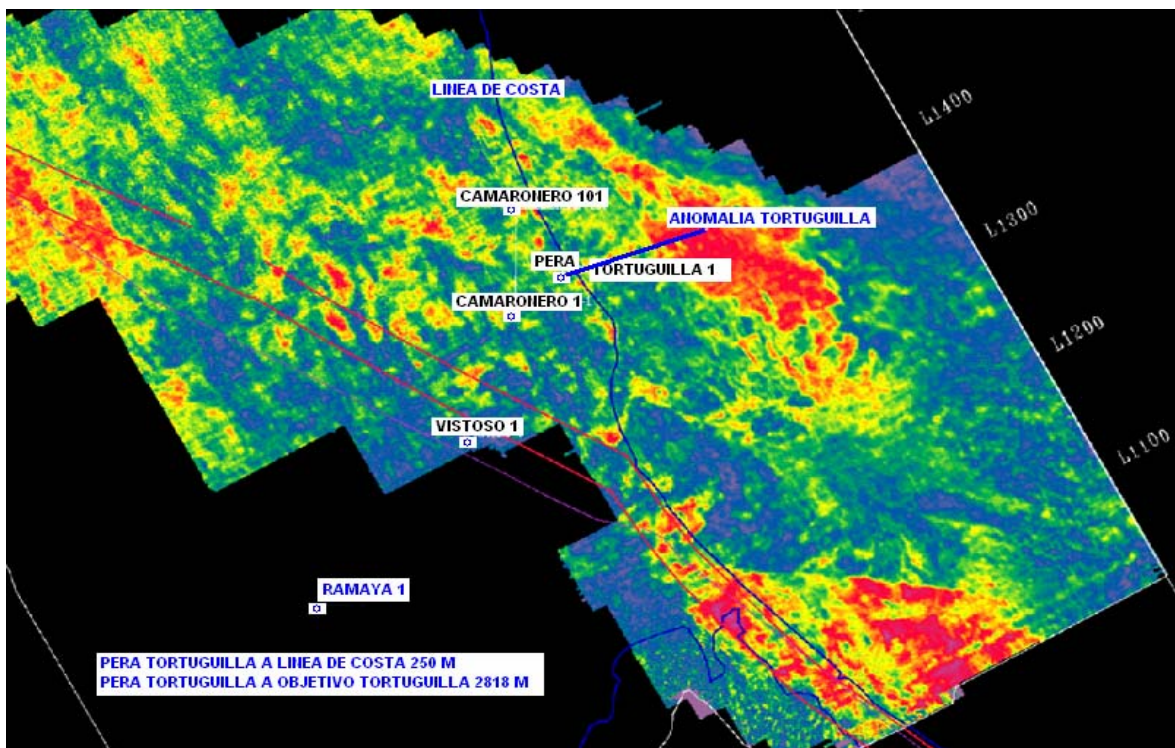 L1400
LINEA DE COSTA
CAMARONERO 101
L1300
ANOMALIA TORTUGUILLA
PERA
TORTUGUILLA 1
CAMARONERO 1
L1200
VISTOSO 1
L1100
RAMAYA 1
PERA TORTUGUILLA A LINEA DE COSTA 250 M
PERA TORTUGUILLA A OBJETIVO TORTUGUILLA 2818 M